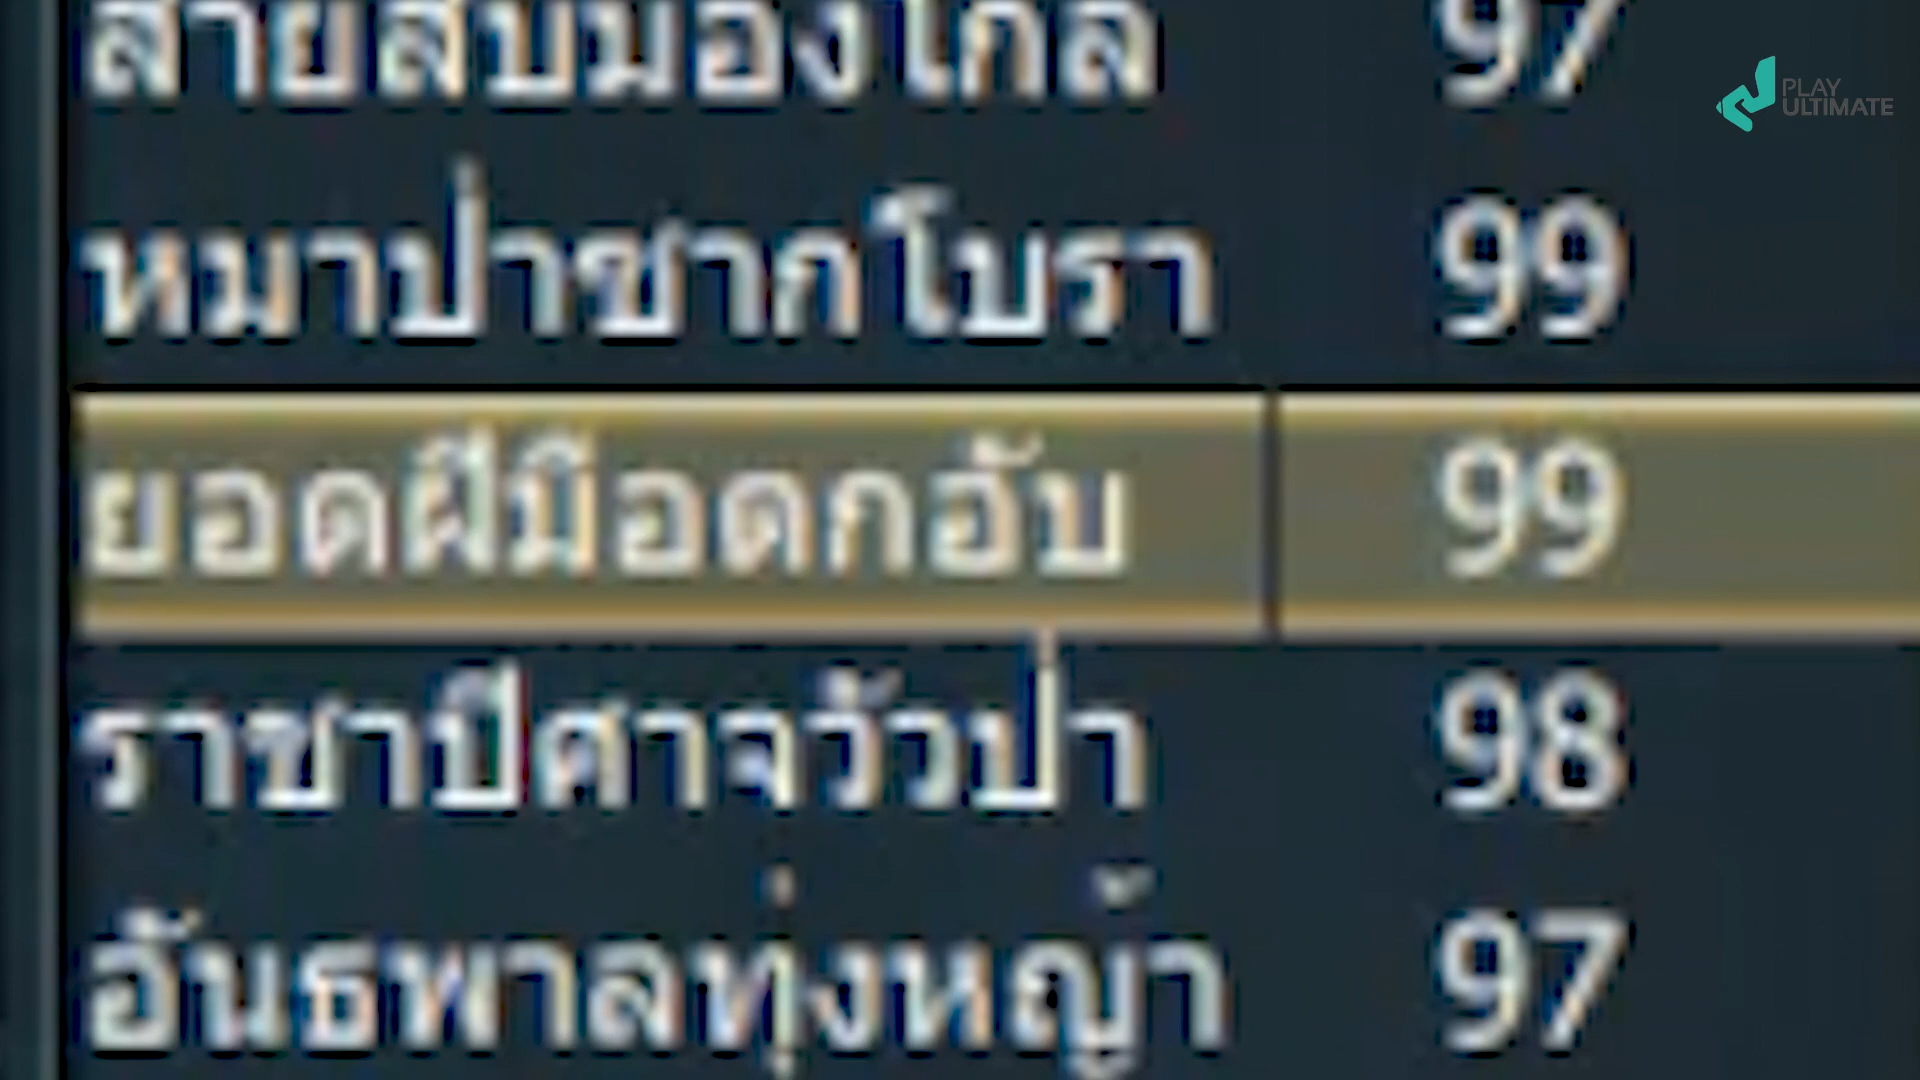 สายลับมองโกล 97
PLAY
ULTIMATE
หมาป่าซากโบรา 99
ยอดฝีมือดกอับ 99
ราชาปีศาจวัวป่า 98
อันธพาลทุ่งหญ้า 97